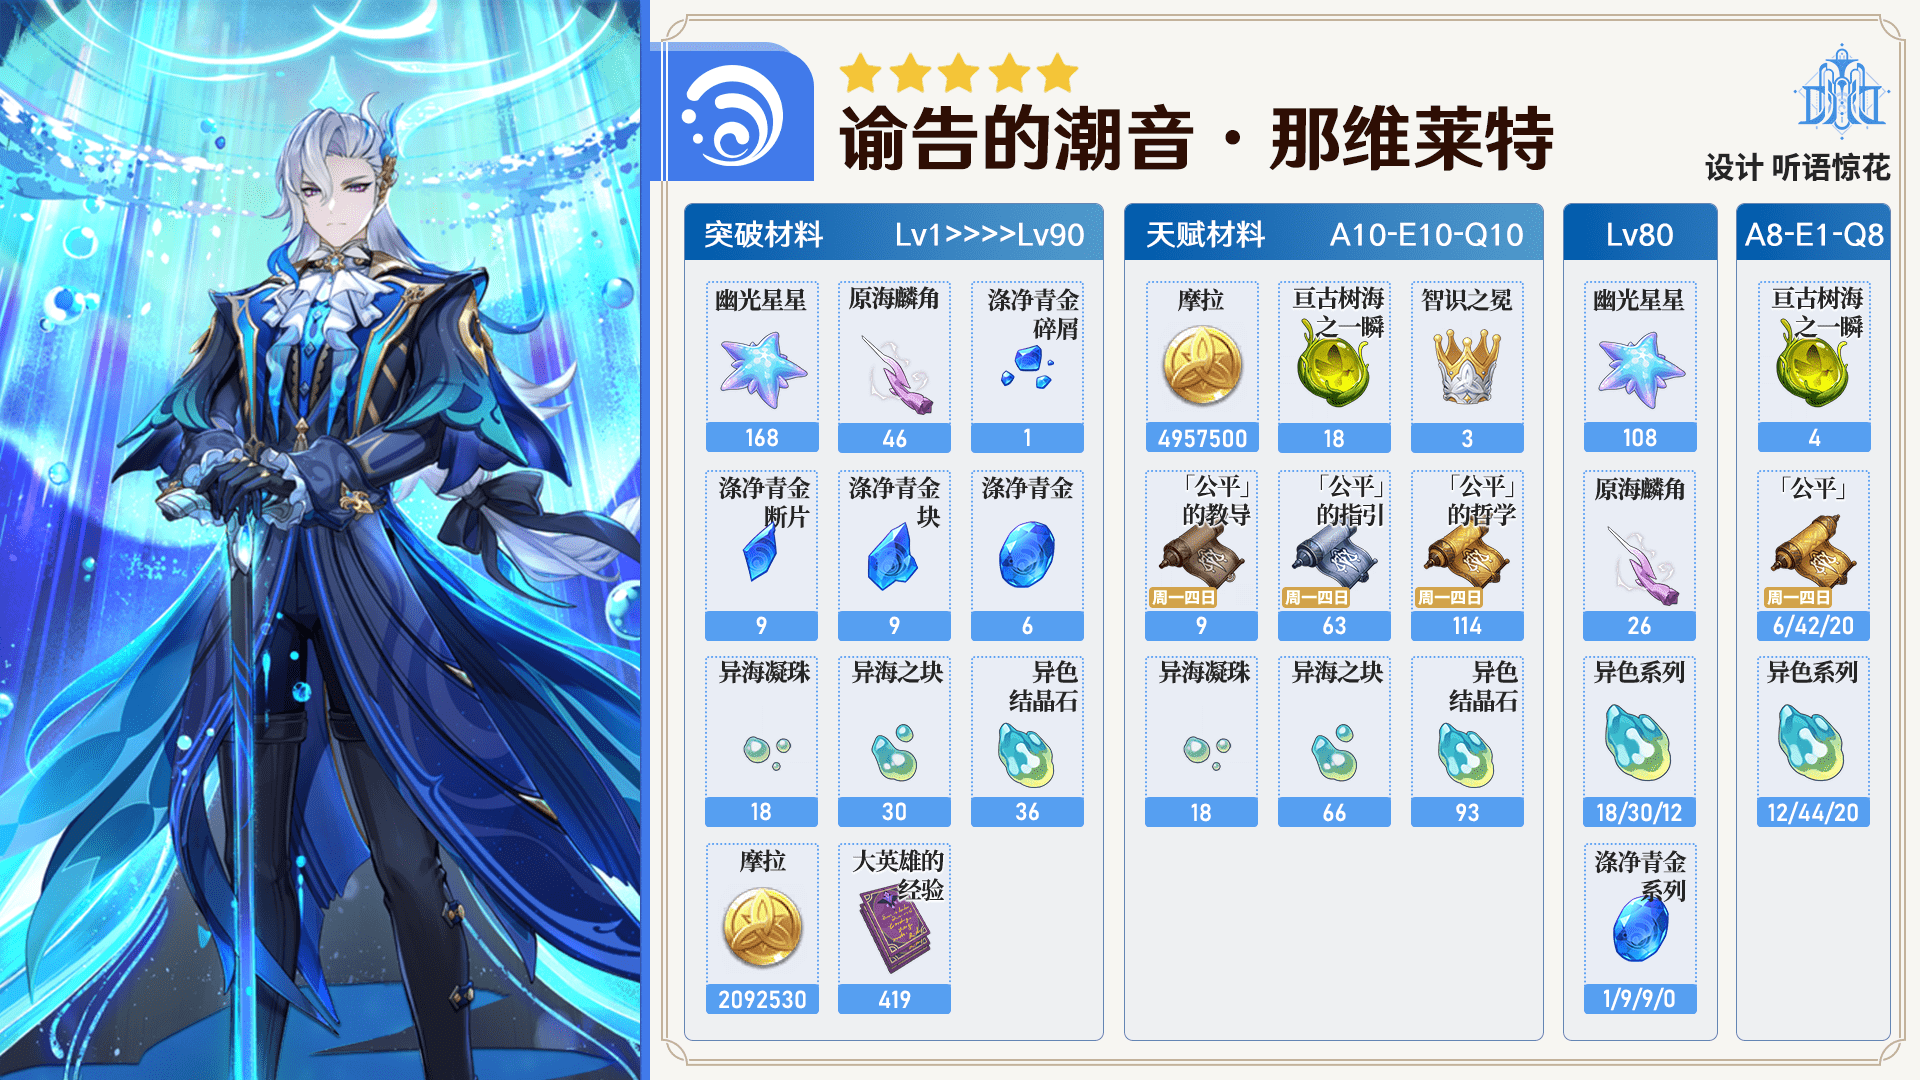 谕告的潮音·那维莱特
设计 听语惊花
突破材料 Lv1>>>>Lv90
幽光星星
168
原海麟角
46
涤净青金
碎屑
1
涤净青金
断片
9
涤净青金
块
9
涤净青金
6
异海凝珠
18
异海之块
30
异色
结晶石
36
摩拉
2092530
大英雄的
经验
419
天赋材料 A10-E10-Q10
摩拉
4957500
亘古树海
之一瞬
18
智识之冕
3
「公平」
的教导
周一四日
9
「公平」
的指引
周一四日
63
「公平」
的哲学
周一四日
114
异海凝珠
18
异海之块
66
异色
结晶石
93
Lv80
幽光星星
108
原海麟角
26
异色系列
18/30/12
涤净青金
系列
1/9/9/0
A8-E1-Q8
亘古树海
之一瞬
4
「公平」
周一四日
6/42/20
异色系列
12/44/20